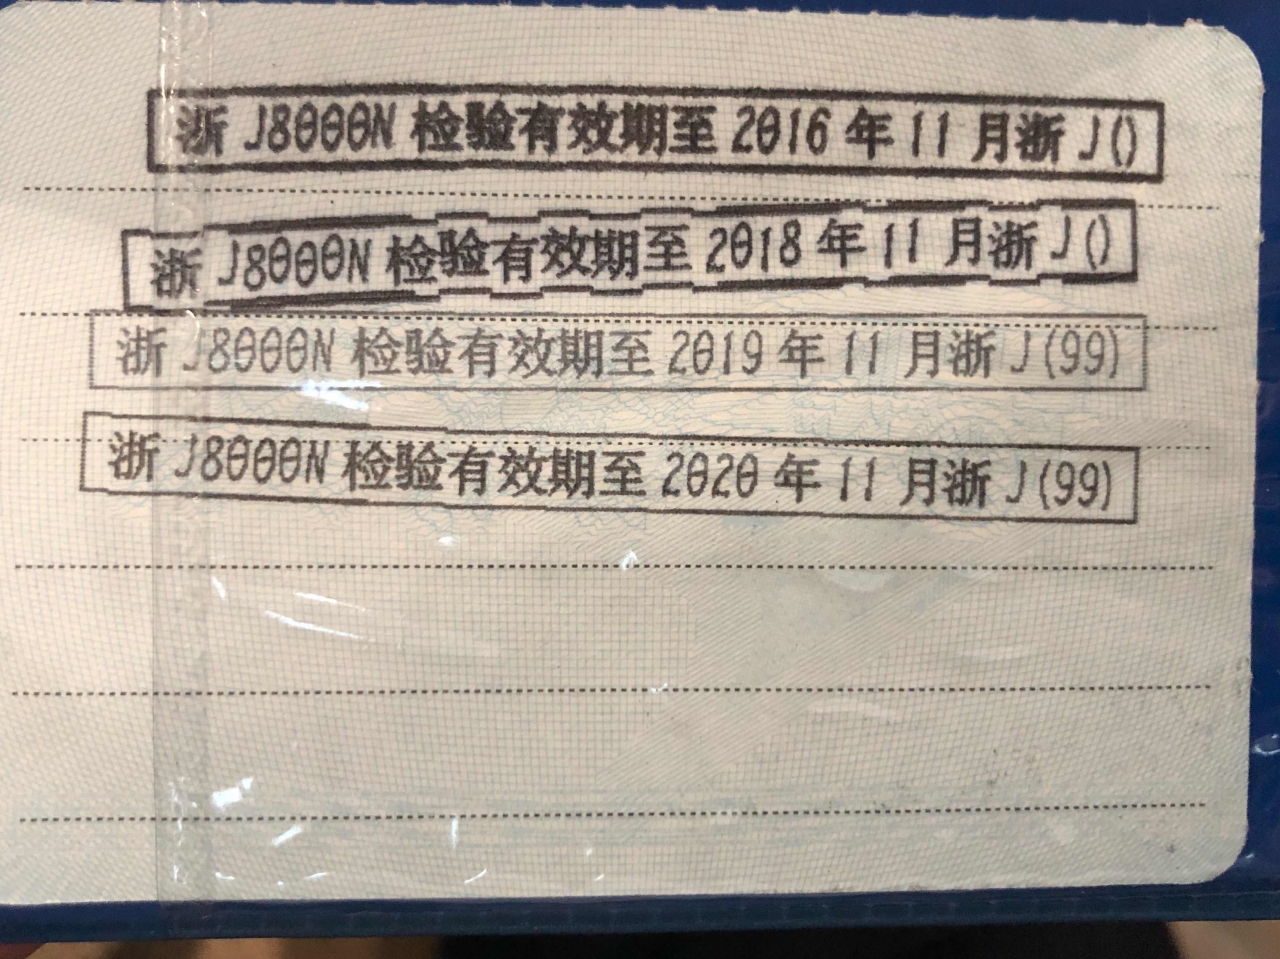 浙 J8000N 检验有效期至 2016 年 11 月浙 J()
浙 J8000N 检验有效期至 2018 年 11 月浙 J()
浙 J8000N 检验有效期至 2019 年 11 月浙 J(99)
浙 J8000N 检验有效期至 2020 年 11 月浙 J(99)